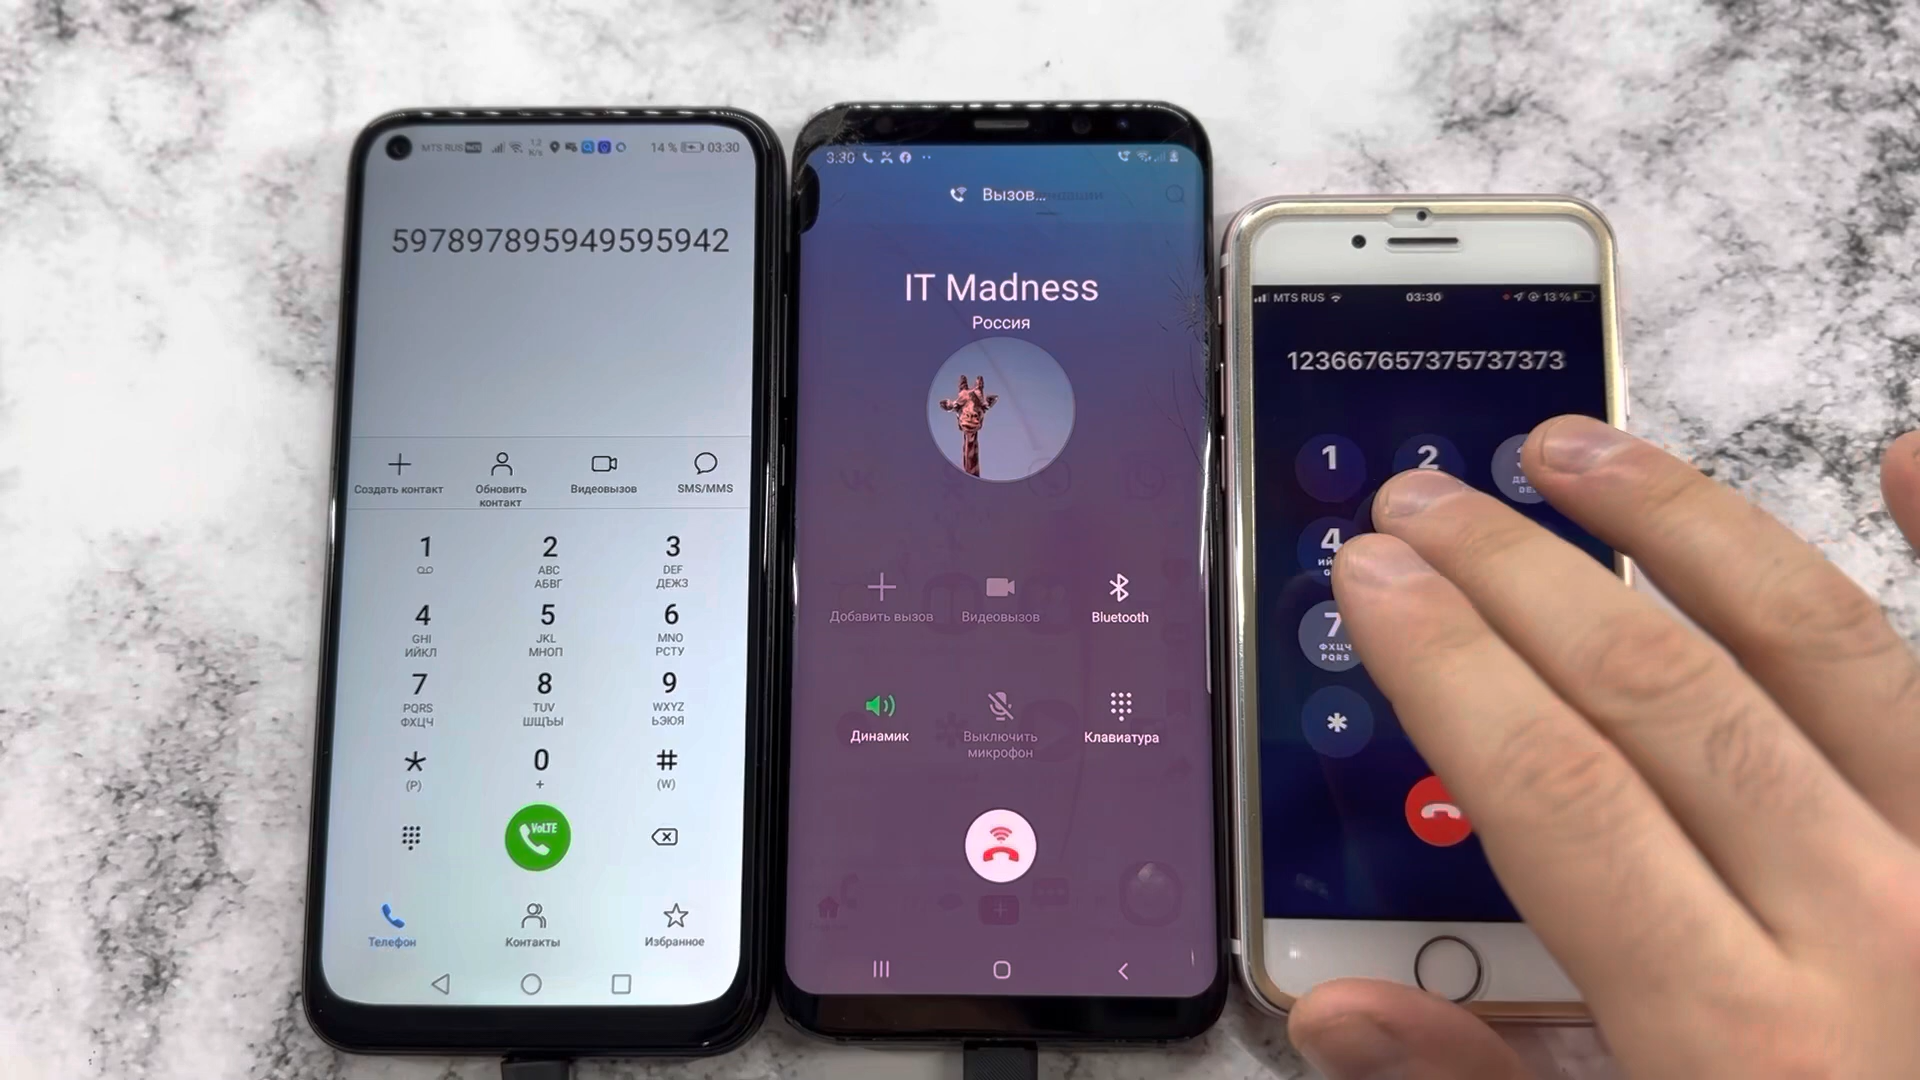 MTS RUS
1,2
K/s
14 %
03:30
597897895949595942
Создать контакт
Обновить
контакт
Видеовызов
SMS/MMS
1
2
ABC
АБВГ
3
DEF
ДЕЖЗ
4
GHI
ИЙКЛ
5
JKL
МНОП
6
MNO
РСТУ
7
PQRS
ФХЦЧ
8
TUV
ШЩЪЫ
9
WXYZ
ЬЭЮЯ
*
(P)
0
+
#
(W)
VoLTE
Телефон
Контакты
Избранное
3:30
Вызов...
IT Madness
Россия
Добавить вызов
Видеовызов
Bluetooth
Динамик
Выключить
микрофон
Клавиатура
MTS RUS
03:30
13 %
123667657375737373
1
2
4
7
ФХЦЧ
PQRS
*